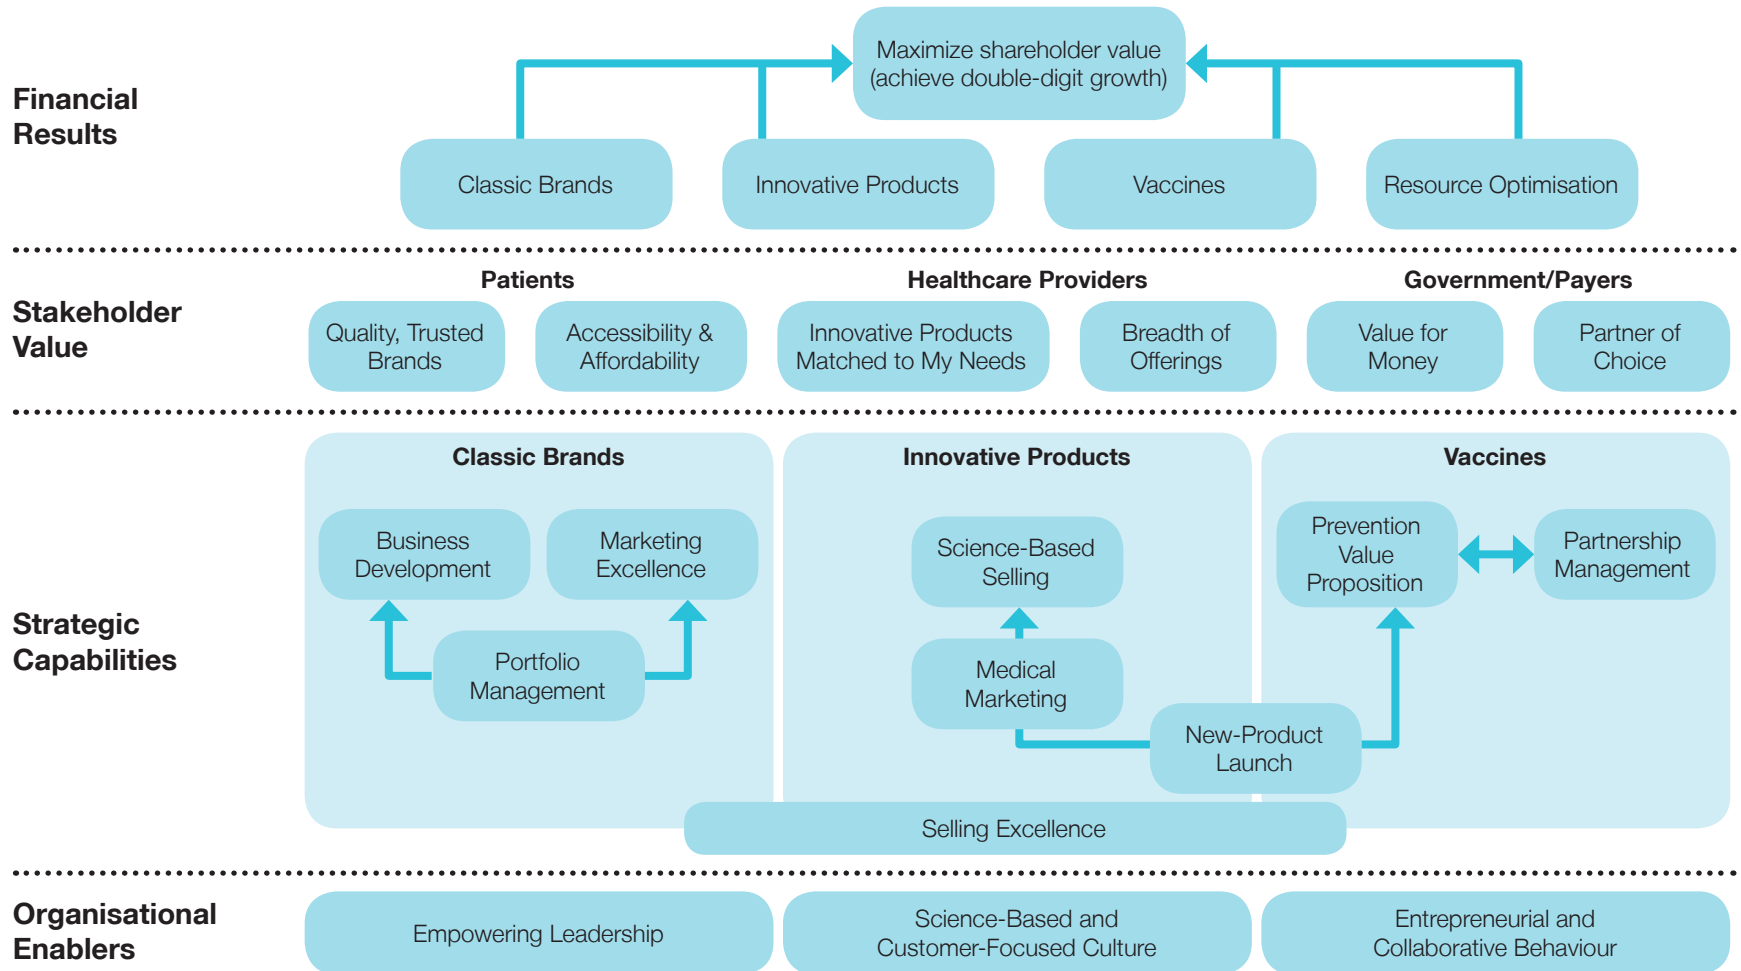 Financial
Results
Maximize shareholder value
(achieve double-digit growth)
Classic Brands
Innovative Products
Vaccines
Resource Optimisation
Stakeholder
Value
Patients
Quality, Trusted
Brands
Accessibility &
Affordability
Healthcare Providers
Innovative Products
Matched to My Needs
Breadth of
Offerings
Government/Payers
Value for
Money
Partner of
Choice
Strategic
Capabilities
Classic Brands
Business
Development
Marketing
Excellence
Portfolio
Management
Innovative Products
Science-Based
Selling
Medical
Marketing
New-Product
Launch
Vaccines
Prevention
Value
Proposition
Partnership
Management
Selling Excellence
Organisational
Enablers
Empowering Leadership
Science-Based and
Customer-Focused Culture
Entrepreneurial and
Collaborative Behaviour